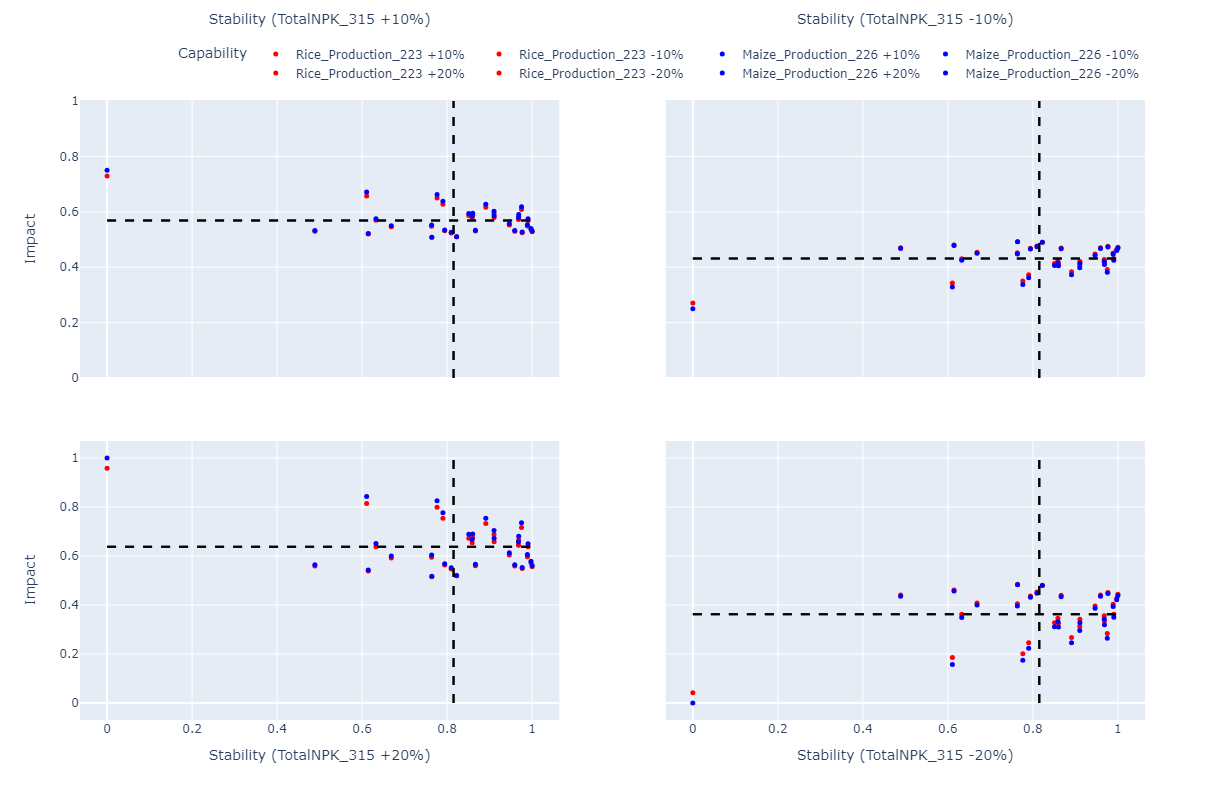 Stability (TotalNPK_315 +10%) Stability (TotalNPK_315 -10%)
Capability Rice_Production_223 +10% Rice_Production_223 -10% Maize_Production_226 +10% Maize_Production_226 -10%
Rice_Production_223 +20% Rice_Production_223 -20% Maize_Production_226 +20% Maize_Production_226 -20%
1
0.8
0.6
0.4
0.2
0
Impact
1
0.8
0.6
0.4
0.2
0
Impact
0 0.2 0.4 0.6 0.8 1 0 0.2 0.4 0.6 0.8 1
Stability (TotalNPK_315 +20%) Stability (TotalNPK_315 -20%)